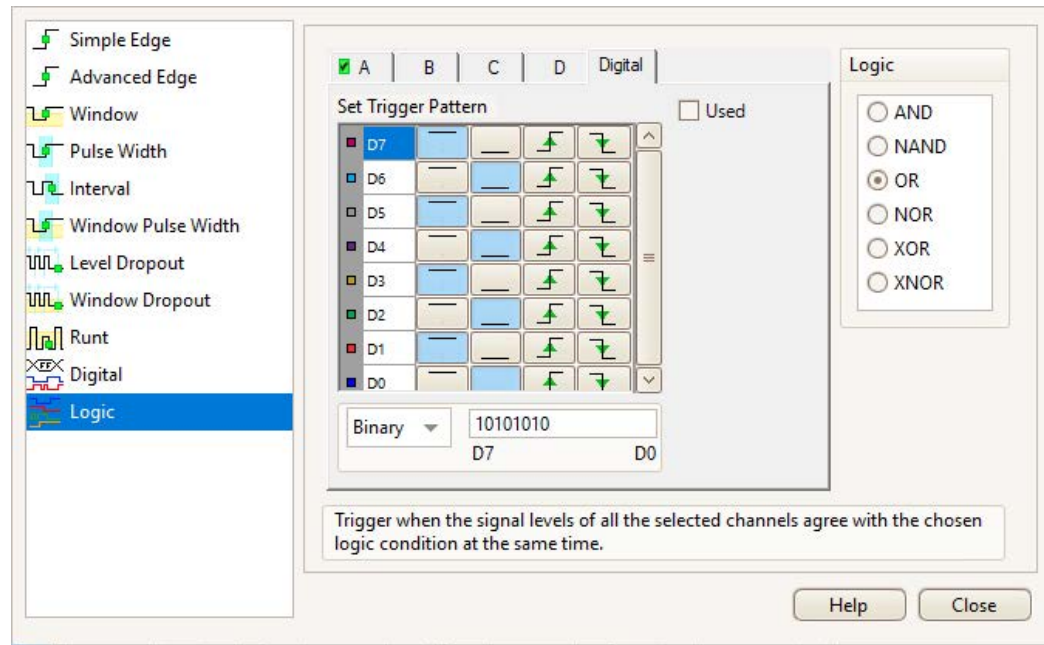 Simple Edge
Advanced Edge
Window
Pulse Width
Interval
Window Pulse Width
Level Dropout
Window Dropout
Runt
Digital
Logic
A B C D Digital
Set Trigger Pattern
Used
D7
D6
D5
D4
D3
D2
D1
D0
Binary 10101010
D7 D0
Logic
AND
NAND
OR
NOR
XOR
XNOR
Trigger when the signal levels of all the selected channels agree with the chosen
logic condition at the same time.
Help Close